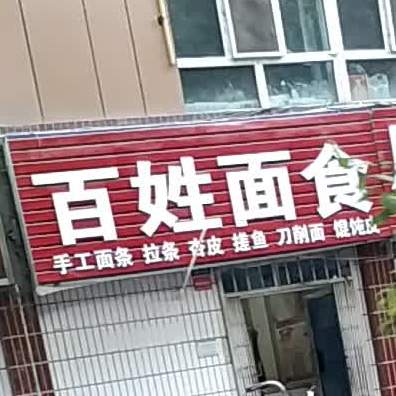 百姓面食
手工面条 拉条 杏皮 搓鱼 刀削面 馄饨皮